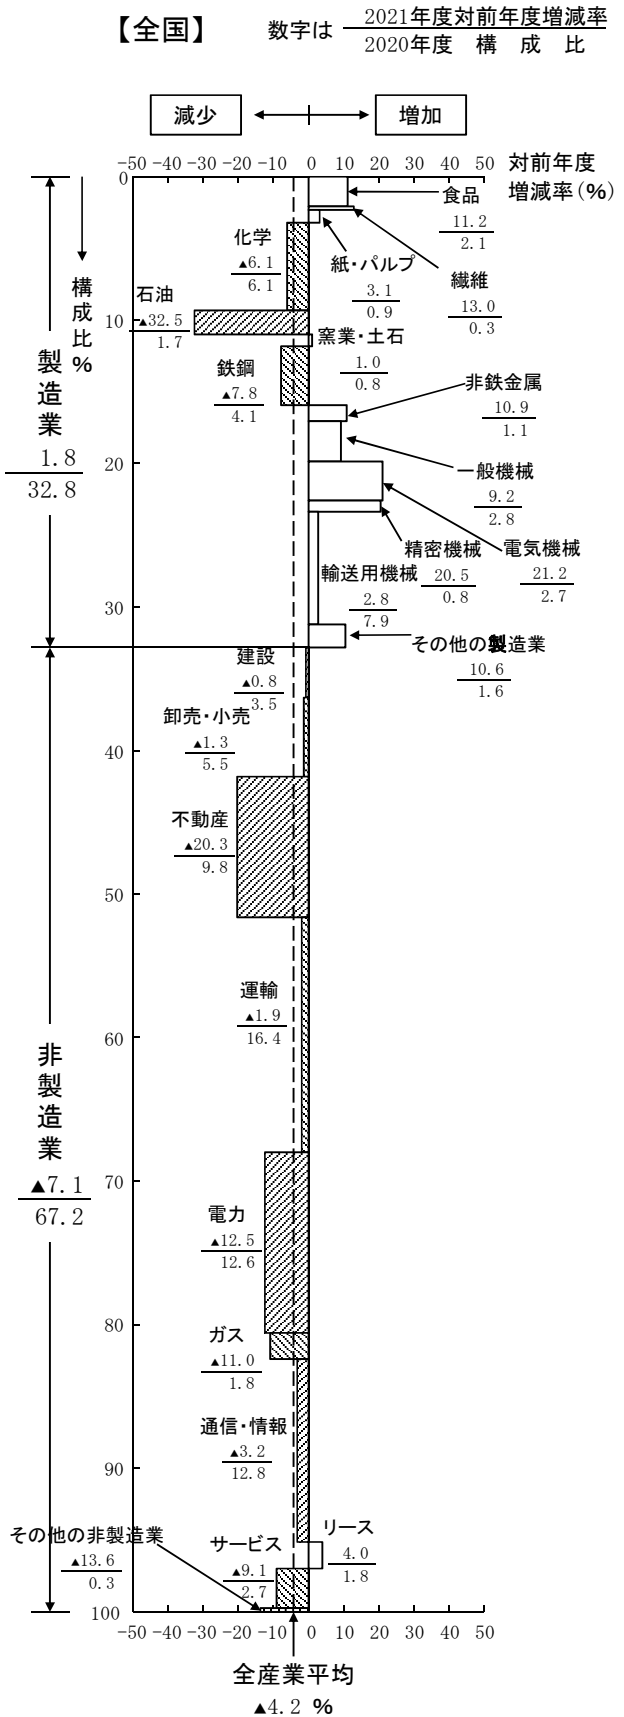 【全国】
数字は 2021年度対前年度増減率
2020年度 構成比
減少
増加
-50 -40 -30 -20 -10 0 10 20 30 40 50
対前年度
増減率(%)
構成比%
0
10
20
30
40
50
60
70
80
90
100
製造業
1.8
32.8
食品
11.2
2.1
繊維
13.0
0.3
紙・パルプ
3.1
0.9
化学
▲6.1
6.1
石油
▲32.5
1.7
窯業・土石
1.0
0.8
鉄鋼
▲7.8
4.1
非鉄金属
10.9
1.1
一般機械
9.2
2.8
電気機械
21.2
2.7
精密機械
20.5
0.8
輸送用機械
2.8
7.9
その他の製造業
10.6
1.6
非製造業
▲7.1
67.2
建設
▲0.8
3.5
卸売・小売
▲1.3
5.5
不動産
▲20.3
9.8
運輸
▲1.9
16.4
電力
▲12.5
12.6
ガス
▲11.0
1.8
通信・情報
▲3.2
12.8
リース
4.0
1.8
サービス
▲9.1
2.7
その他の非製造業
▲13.6
0.3
-50 -40 -30 -20 -10 0 10 20 30 40 50
全産業平均
▲4.2 %